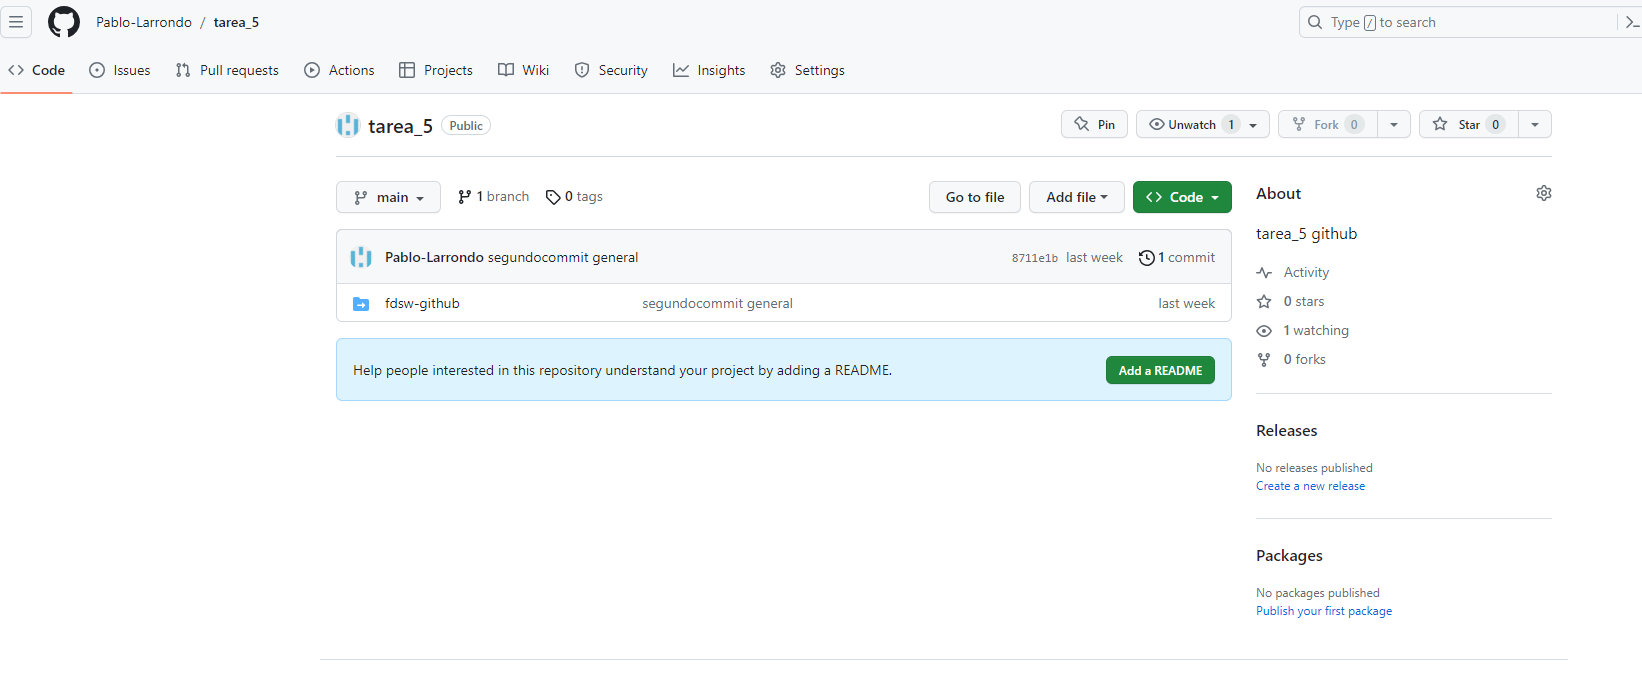 Pablo-Larrondo / tarea_5
Type / to search
Code Issues Pull requests Actions Projects Wiki Security Insights Settings
tarea_5 Public
Pin Unwatch 1 Fork 0 Star 0
main 1 branch 0 tags Go to file Add file Code
Pablo-Larrondo segundocommit general 8711e1b last week 1 commit
fdsw-github segundocommit general last week
Help people interested in this repository understand your project by adding a README. Add a README
About
tarea_5 github
Activity
0 stars
1 watching
0 forks
Releases
No releases published
Create a new release
Packages
No packages published
Publish your first package